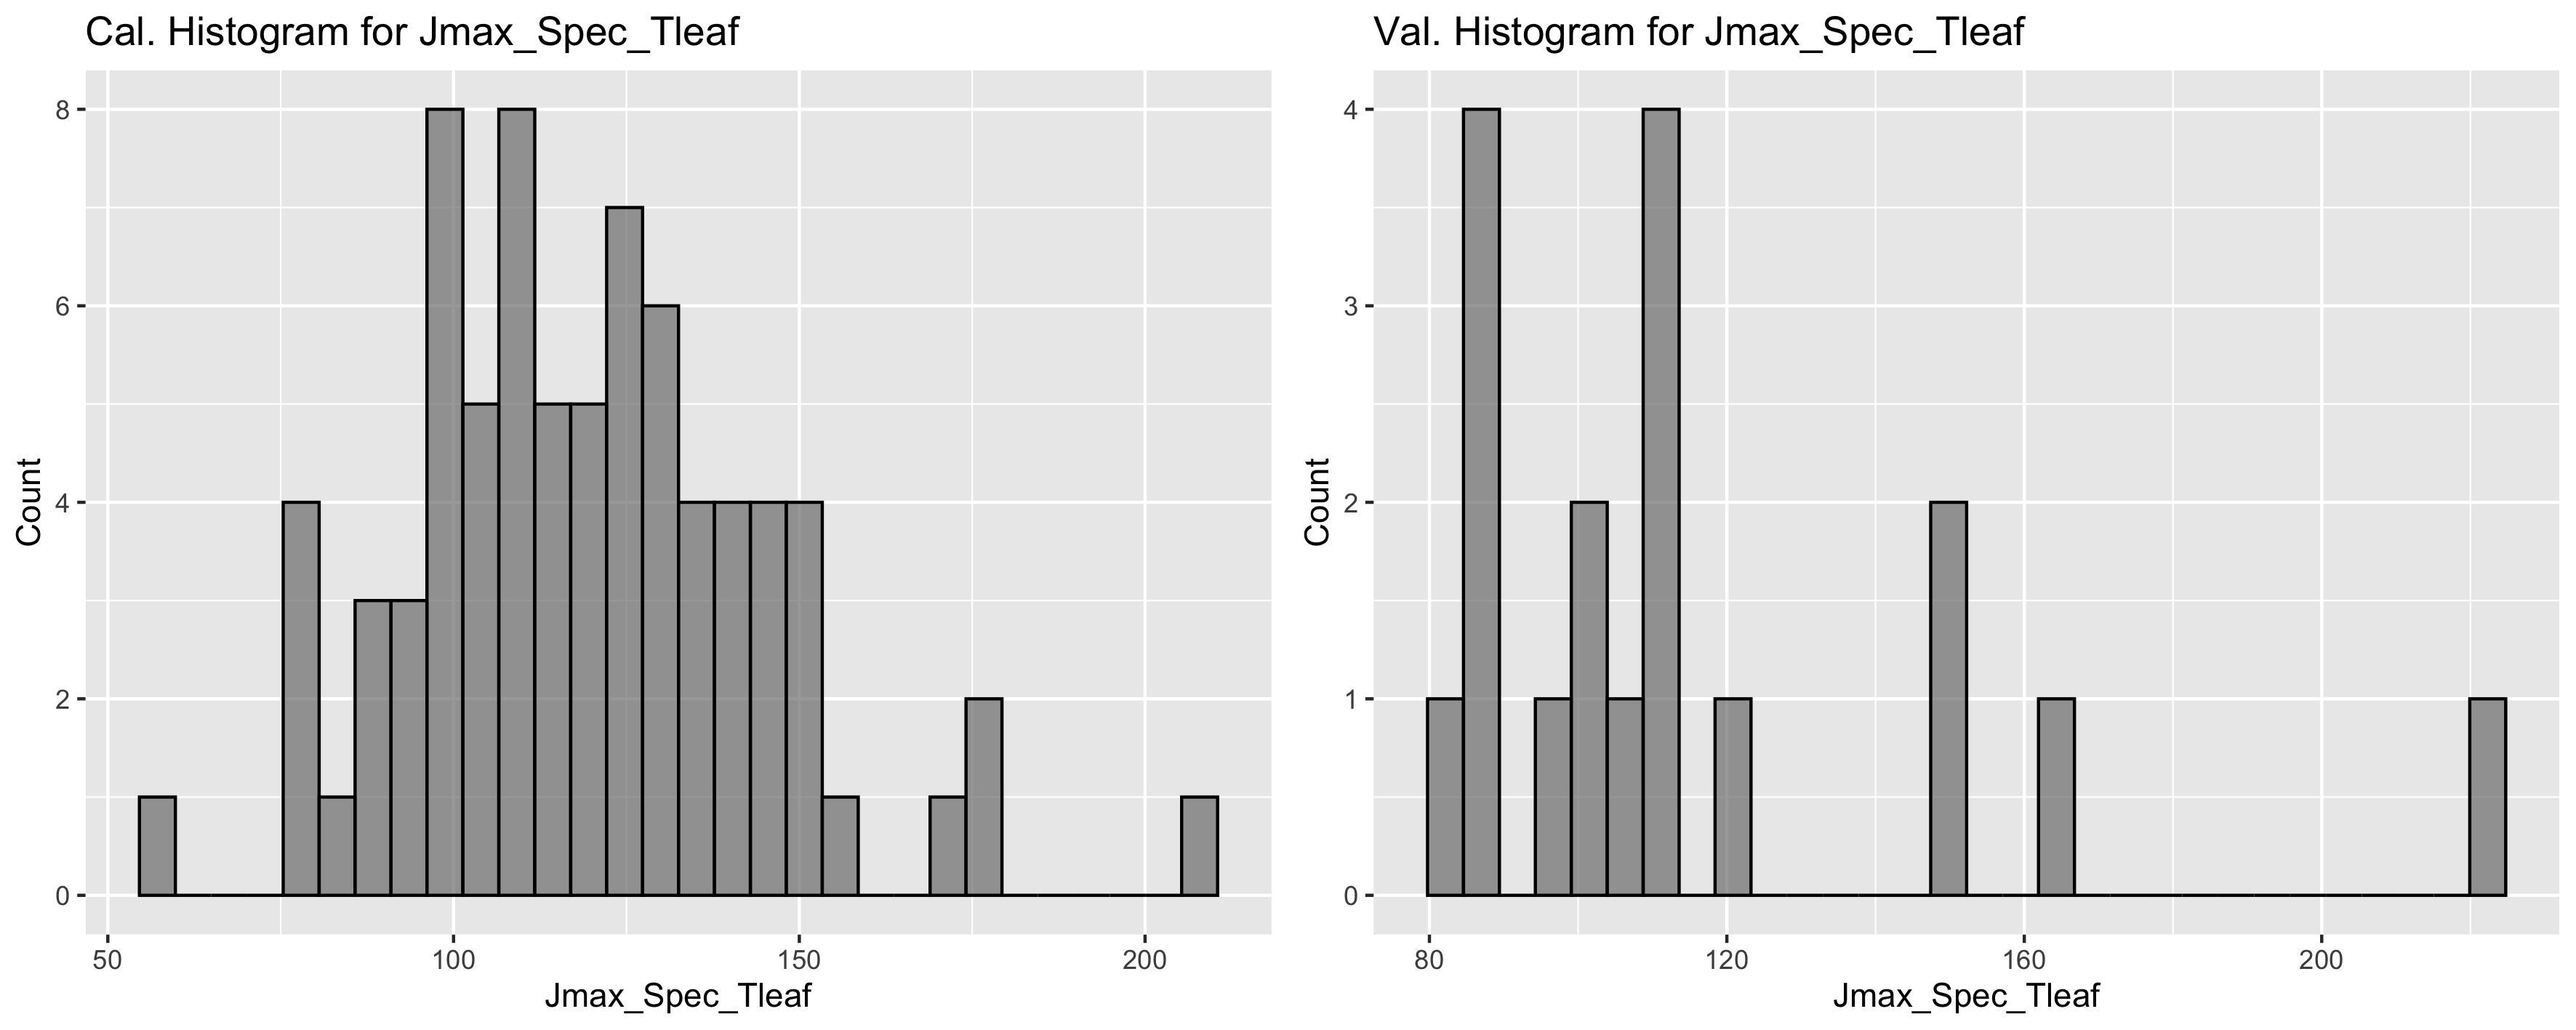 Cal. Histogram for Jmax_Spec_Tleaf
8
6
4
2
0
Count
50 100 150 200
Jmax_Spec_Tleaf
Val. Histogram for Jmax_Spec_Tleaf
4
3
2
1
0
Count
80 120 160 200
Jmax_Spec_Tleaf